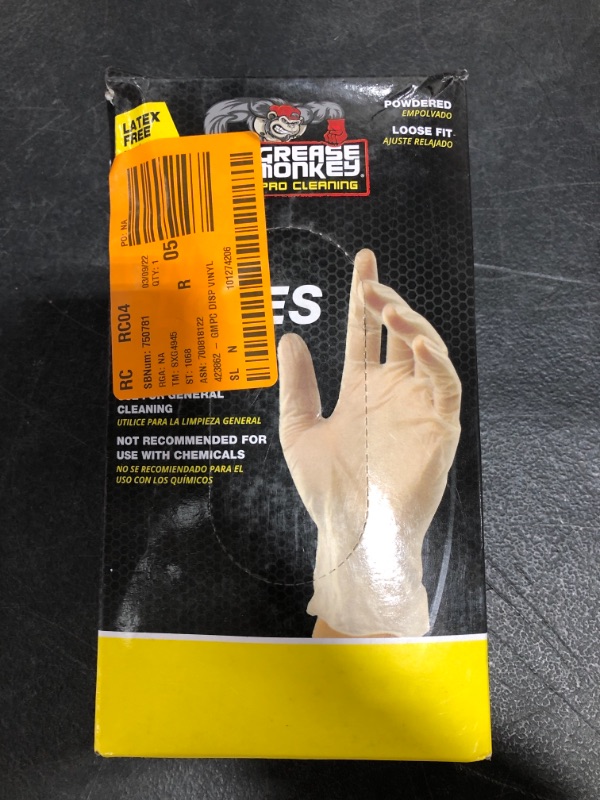 LATEX
FREE
GREASE
MONKEY
PRO CLEANING
POWDERED
EMPOLVADO
LOOSE FIT
AJUSTE RELAJADO
ES
RC RC04
PO: NA
SBNum: 750781
03/09/22
RGA: NA
QTY: 1
TM: SXG4945
ST: 1068
R
05
ASN: 700818122
423862 - GMPC DISP VINYL
SL N
t01274206
GENERAL
CLEANING
UTILICE PARA LA LIMPIEZA GENERAL
NOT RECOMMENDED FOR
USE WITH CHEMICALS
NO SE RECOMIENDADO PARA EL
USO CON LOS QUÍMICOS